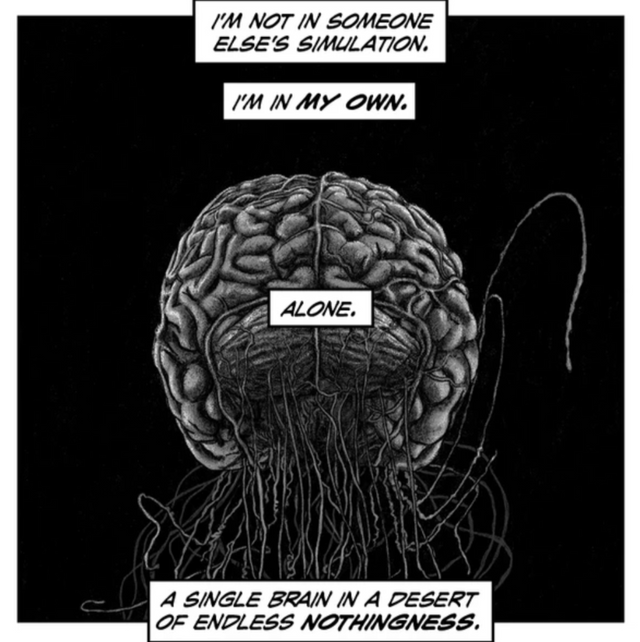 I'M NOT IN SOMEONE
ELSE'S SIMULATION.
I'M IN MY OWN.
ALONE.
A SINGLE BRAIN IN A DESERT
OF ENDLESS NOTHINGNESS.